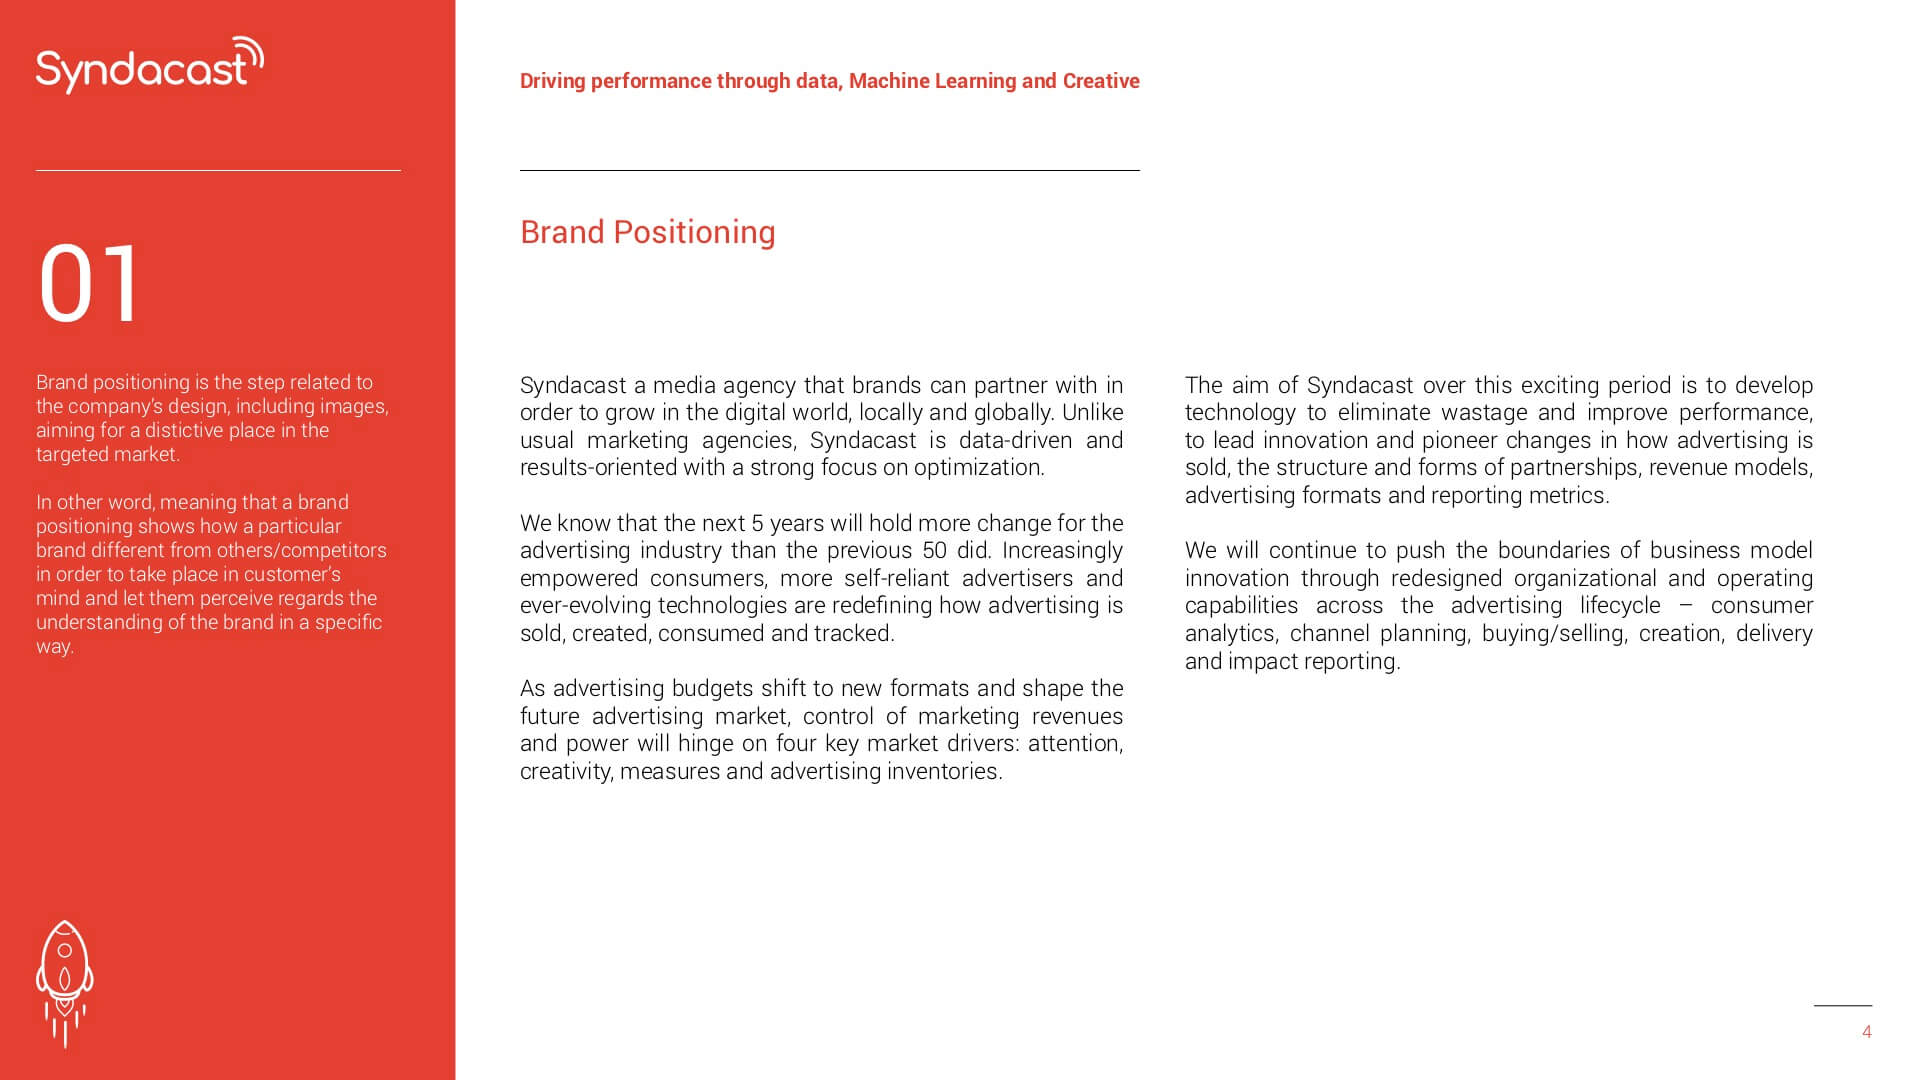 Syndacast
Driving performance through data, Machine Learning and Creative
01
Brand positioning is the step related to
the company's design, including images,
aiming for a distictive place in the
targeted market.
In other word, meaning that a brand
positioning shows how a particular
brand different from others/competitors
in order to take place in customer's
mind and let them perceive regards the
understanding of the brand in a specific
way.
Brand Positioning
Syndacast a media agency that brands can partner with in
order to grow in the digital world, locally and globally. Unlike
usual marketing agencies, Syndacast is data-driven and
results-oriented with a strong focus on optimization.
We know that the next 5 years will hold more change for the
advertising industry than the previous 50 did. Increasingly
empowered consumers, more self-reliant advertisers and
ever-evolving technologies are redefining how advertising is
sold, created, consumed and tracked.
As advertising budgets shift to new formats and shape the
future advertising market, control of marketing revenues
and power will hinge on four key market drivers: attention,
creativity, measures and advertising inventories.
The aim of Syndacast over this exciting period is to develop
technology to eliminate wastage and improve performance,
to lead innovation and pioneer changes in how advertising is
sold, the structure and forms of partnerships, revenue models,
advertising formats and reporting metrics.
We will continue to push the boundaries of business model
innovation through redesigned organizational and operating
capabilities across the advertising lifecycle – consumer
analytics, channel planning, buying/selling, creation, delivery
and impact reporting.
4